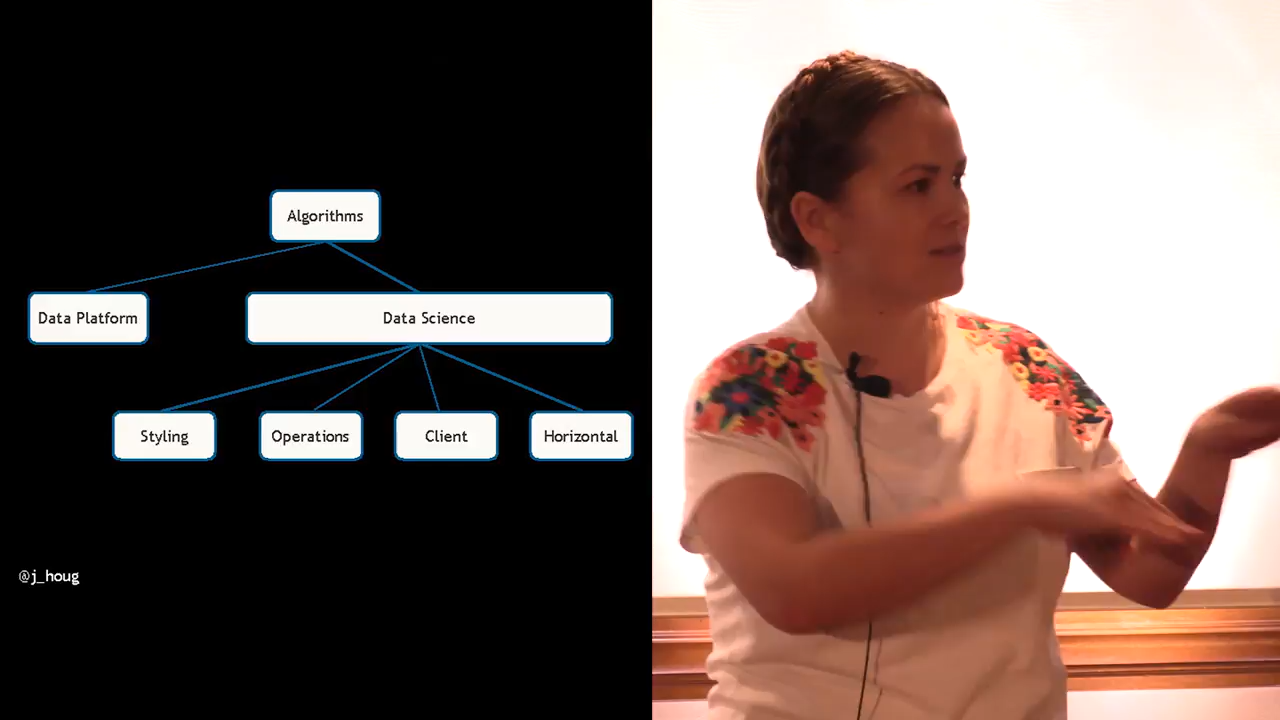 Algorithms
Data Platform
Data Science
Styling
Operations
Client
Horizontal
@j_houg